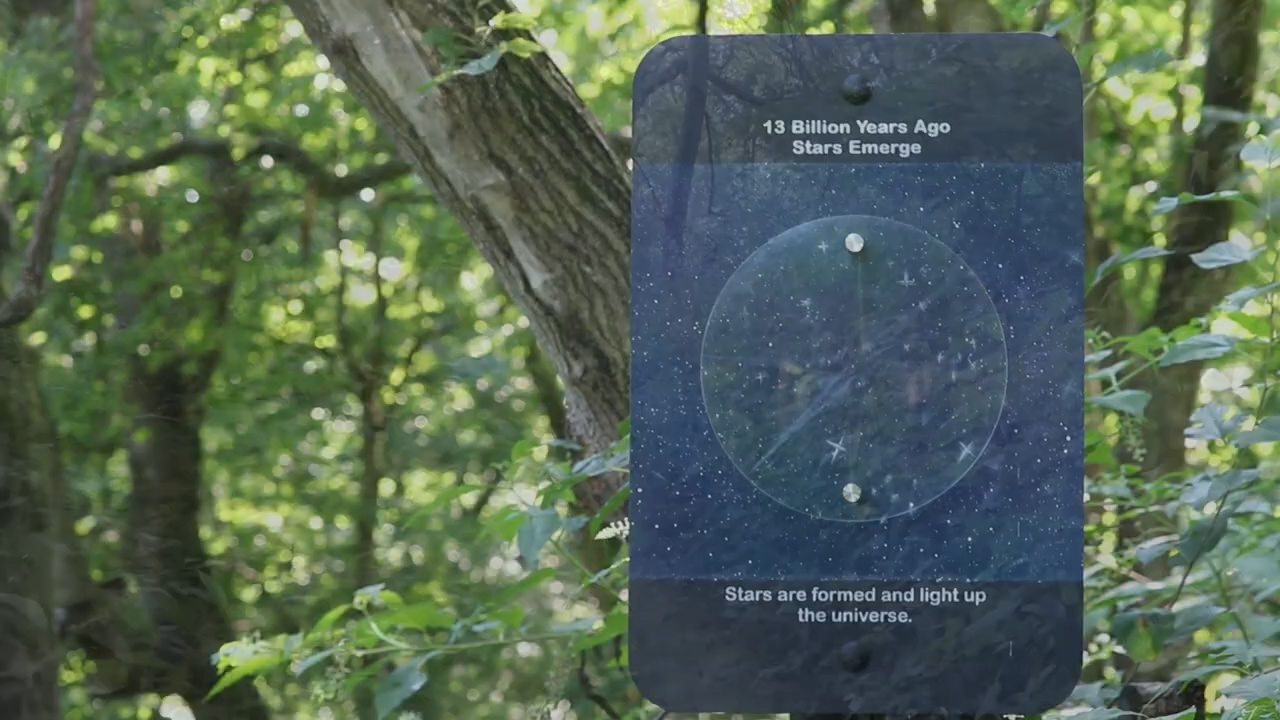 13 Billion Years Ago
Stars Emerge
Stars are formed and light up
the universe.